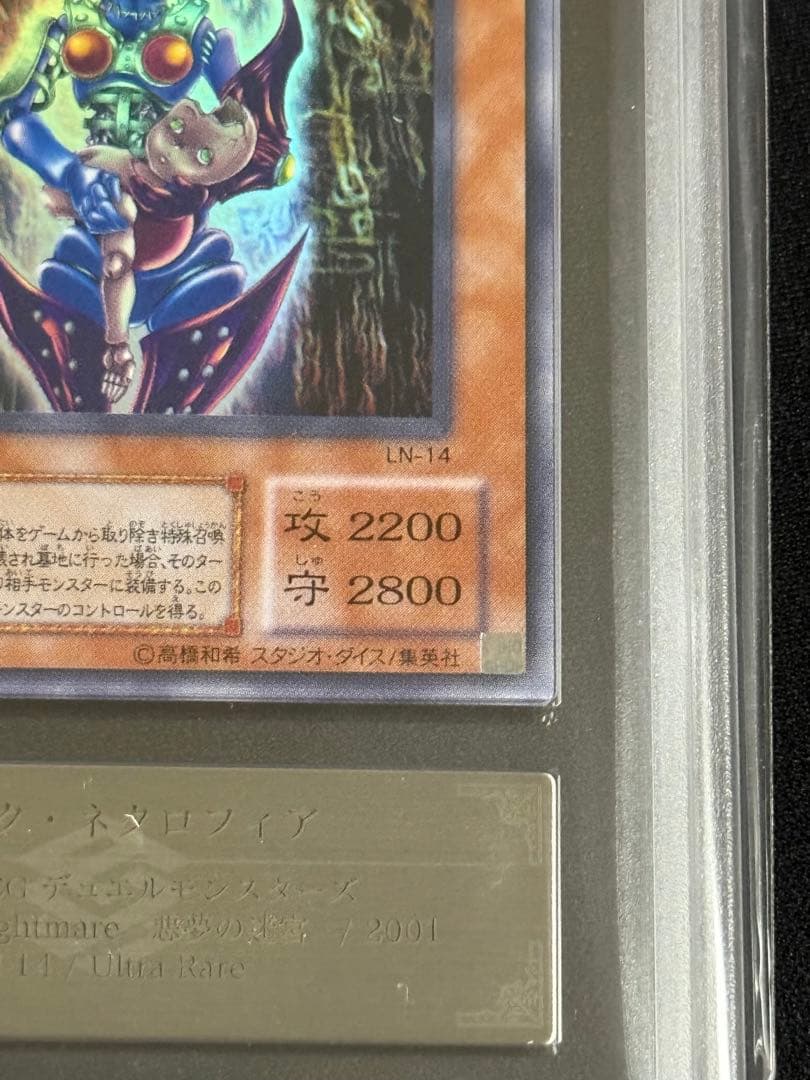 LN-14
こう
攻 2200
しゅ
守 2800
体をゲームから取り除き特殊召喚
壊され墓地に行った場合、そのター
相手モンスターに装備する。この
ンスターのコントロールを得る。
©高橋和希 スタジオ・ダイス/集英社
ク・ネクロフィア
CG デュエルモンスターズ
ghtmare 悪夢の迷宮 / 2001
14 / Ultra Rare